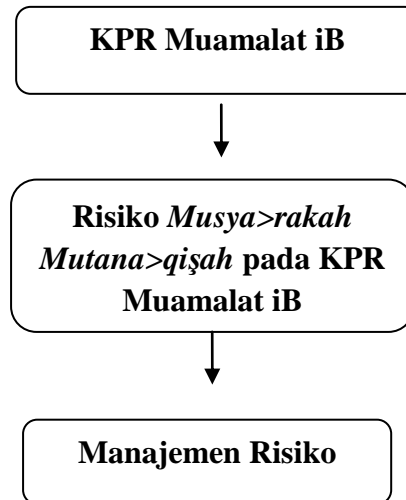 KPR Muamalat iB
Risiko Musya>rakah
Mutana>qişah pada KPR
Muamalat iB
Manajemen Risiko